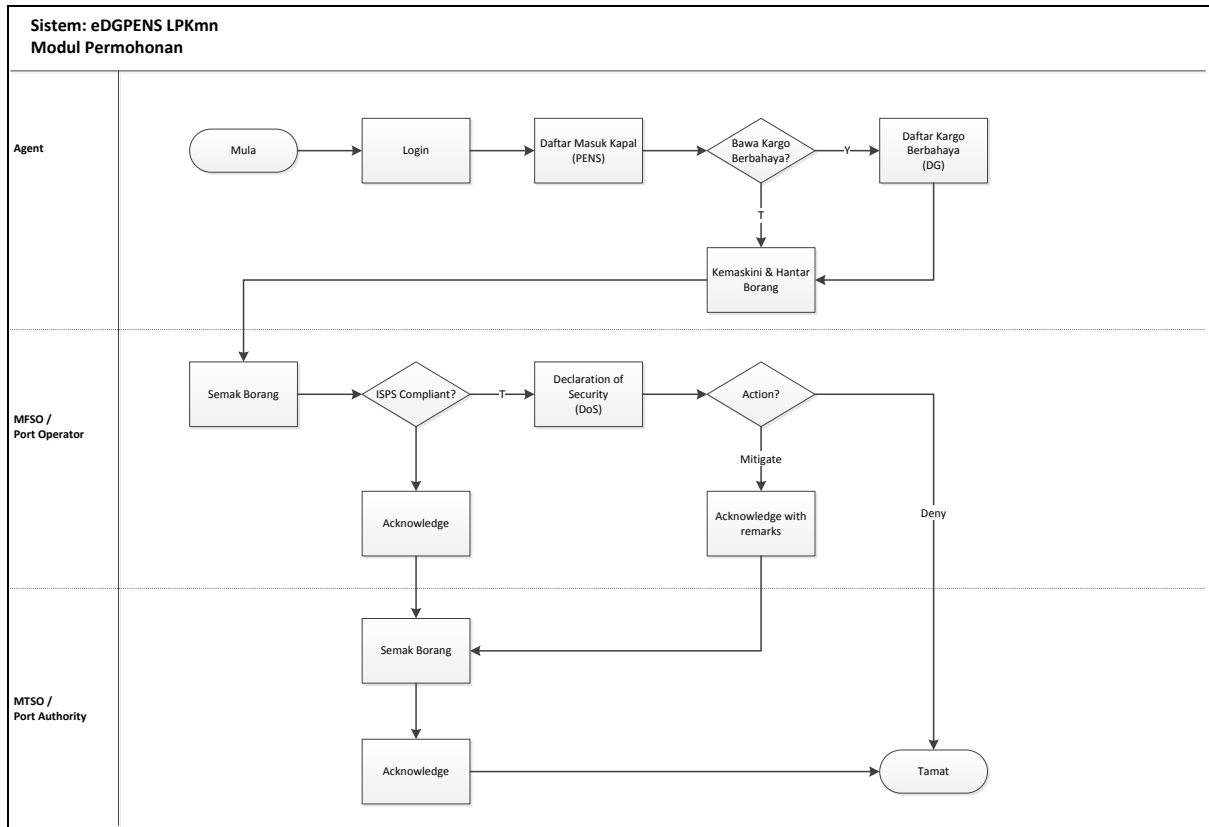 Sistem: eDGPENS LPKmn
Modul Permohonan
Agent
Mula
Login
Daftar Masuk Kapal
(PENS)
Bawa Kargo
Berbahaya?
Y
Daftar Kargo
Berbahaya
(DG)
T
Kemaskini & Hantar
Borang
MFSO /
Port Operator
Semak Borang
ISPS Compliant?
T
Declaration of
Security
(DoS)
Action?
Mitigate
Deny
Acknowledge
Acknowledge with
remarks
MTSO /
Port Authority
Semak Borang
Acknowledge
Tamat